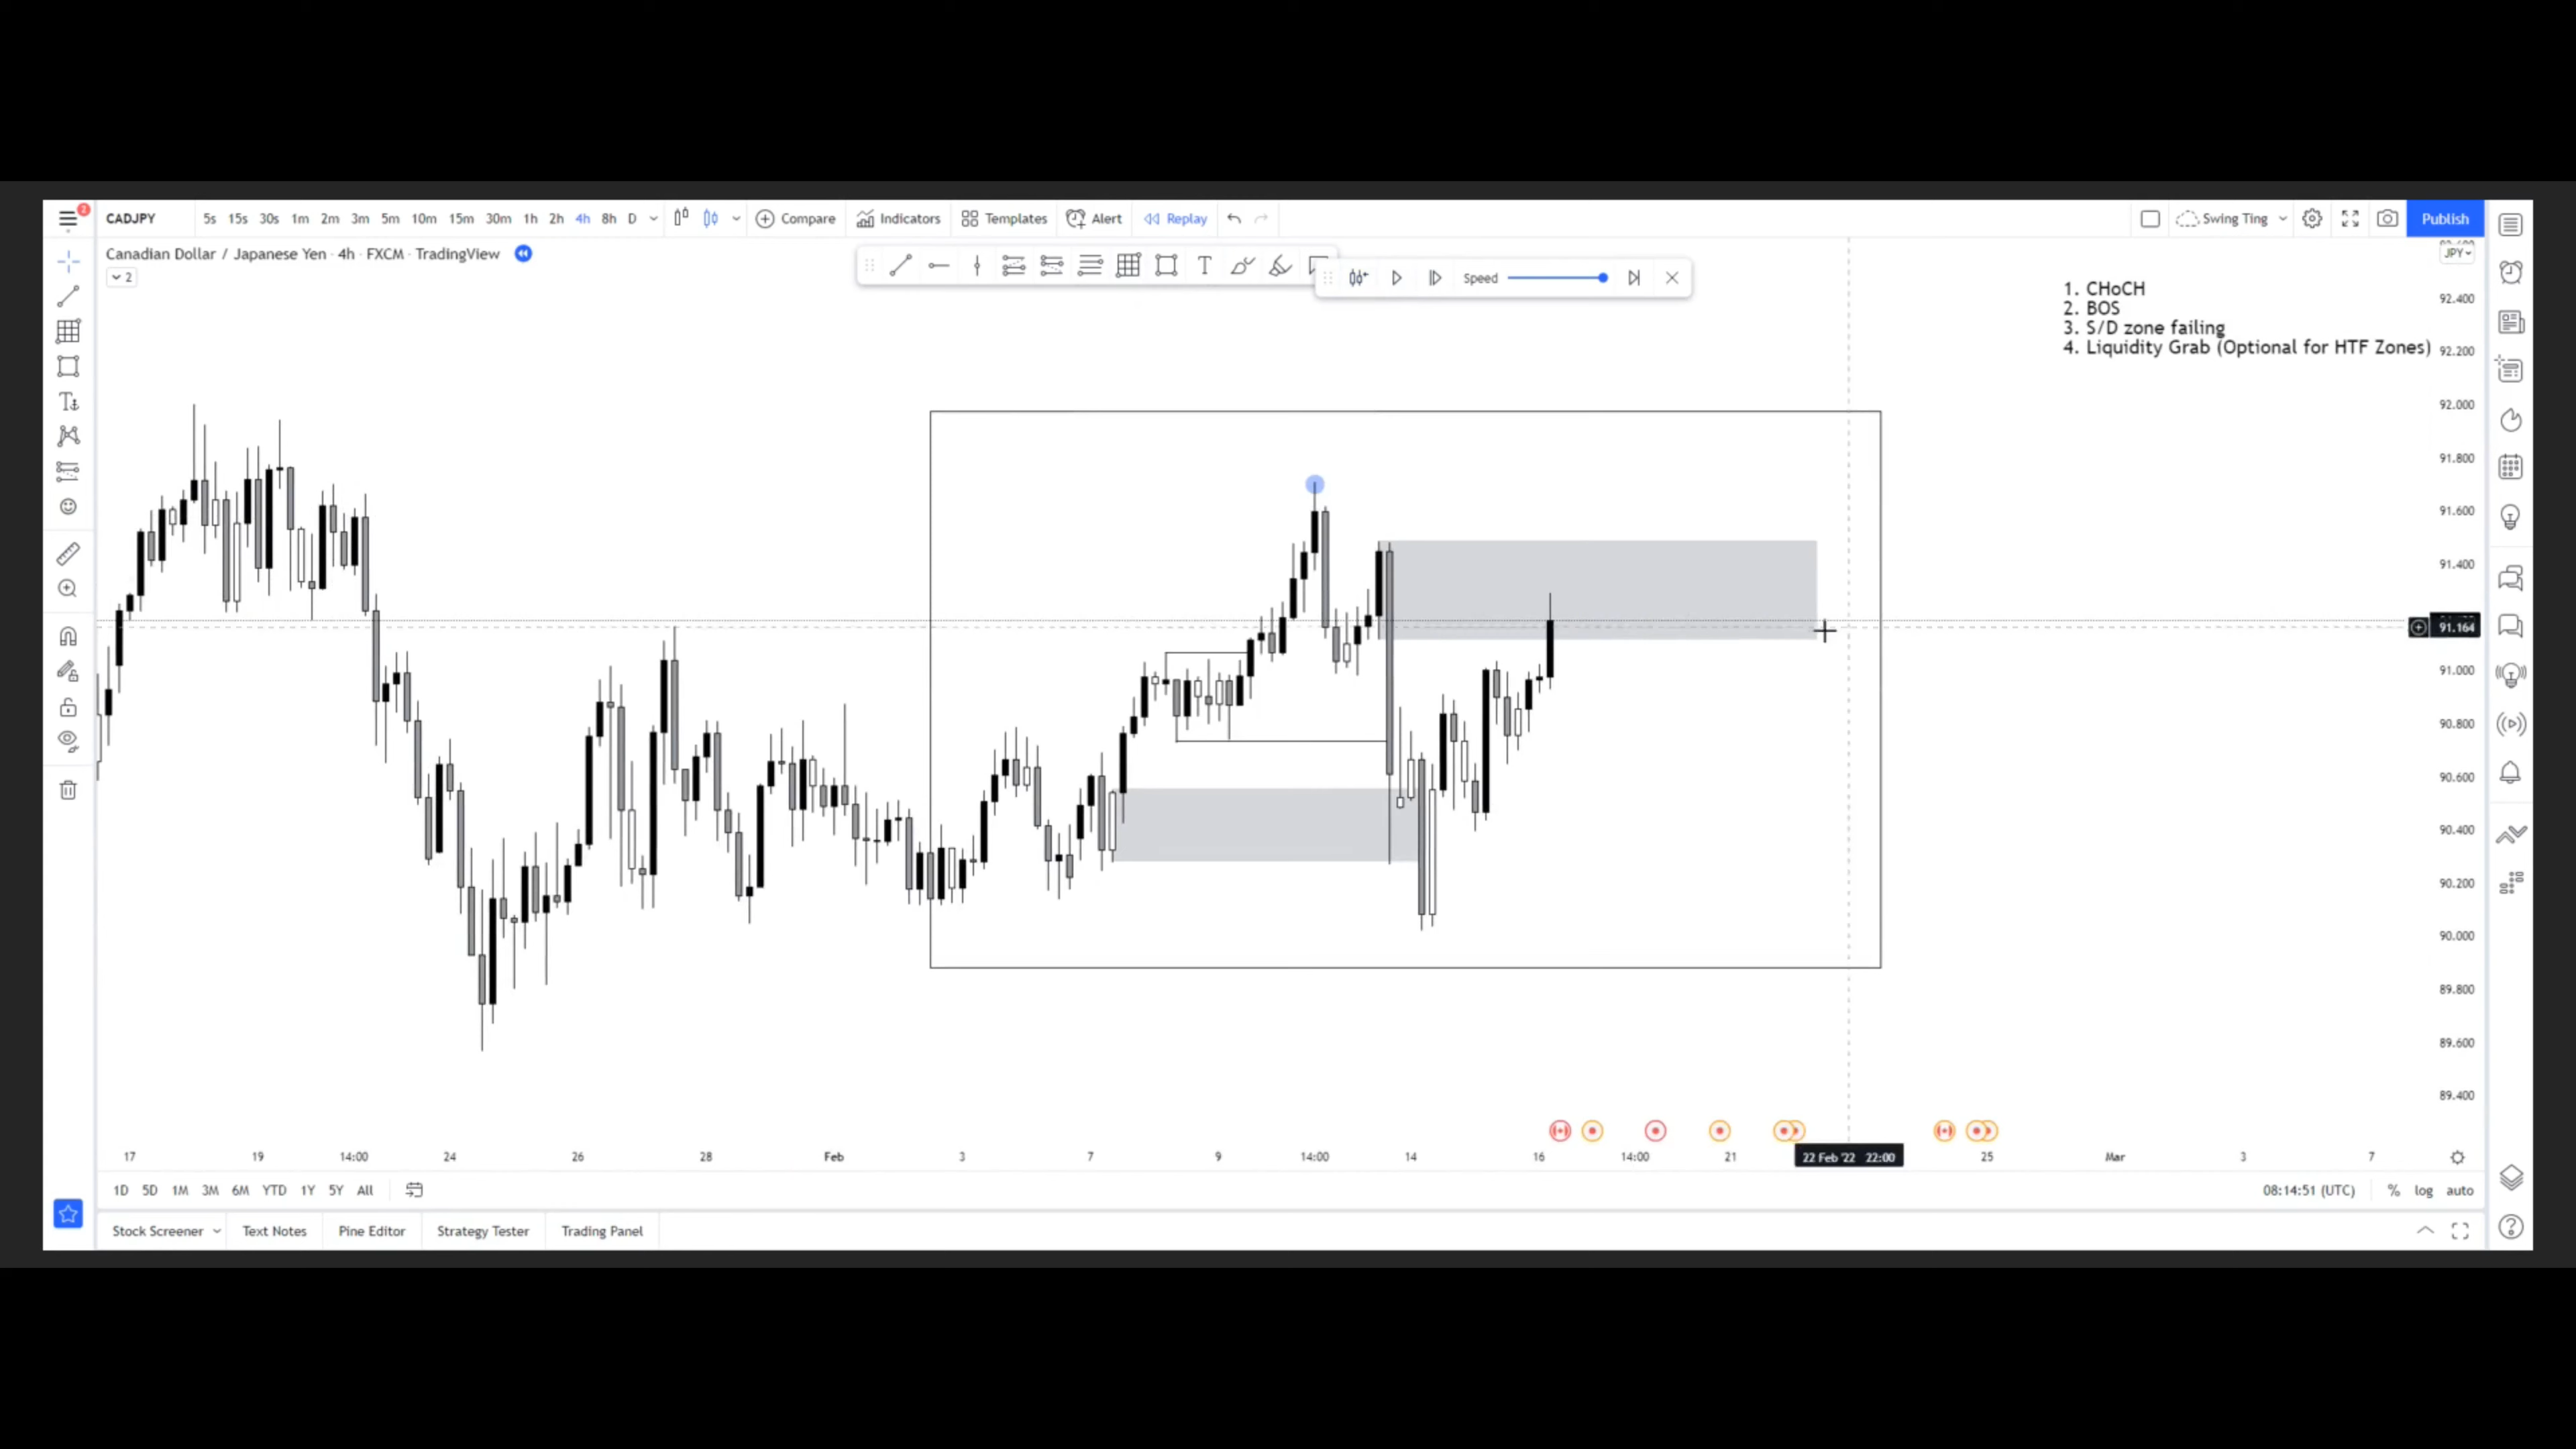 2
CADJPY 5s 15s 30s 1m 2m 3m 5m 10m 15m 30m 1h 2h 4h 8h D Compare Indicators Templates Alert Replay Swing Ting Publish
Canadian Dollar / Japanese Yen · 4h · FXCM · TradingView
JPY
2
Speed
1. CHoCH
2. BOS
3. S/D zone failing
4. Liquidity Grab (Optional for HTF Zones)
92.400
92.200
92.000
91.800
91.600
91.400
91.164
91.000
90.800
90.600
90.400
90.200
90.000
89.800
89.600
89.400
17 19 14:00 24 26 28 Feb 3 7 9 14:00 14 16 14:00 21 22 Feb '22 22:00 25 Mar 3 7
1D 5D 1M 3M 6M YTD 1Y 5Y All 08:14:51 (UTC) % log auto
Stock Screener Text Notes Pine Editor Strategy Tester Trading Panel